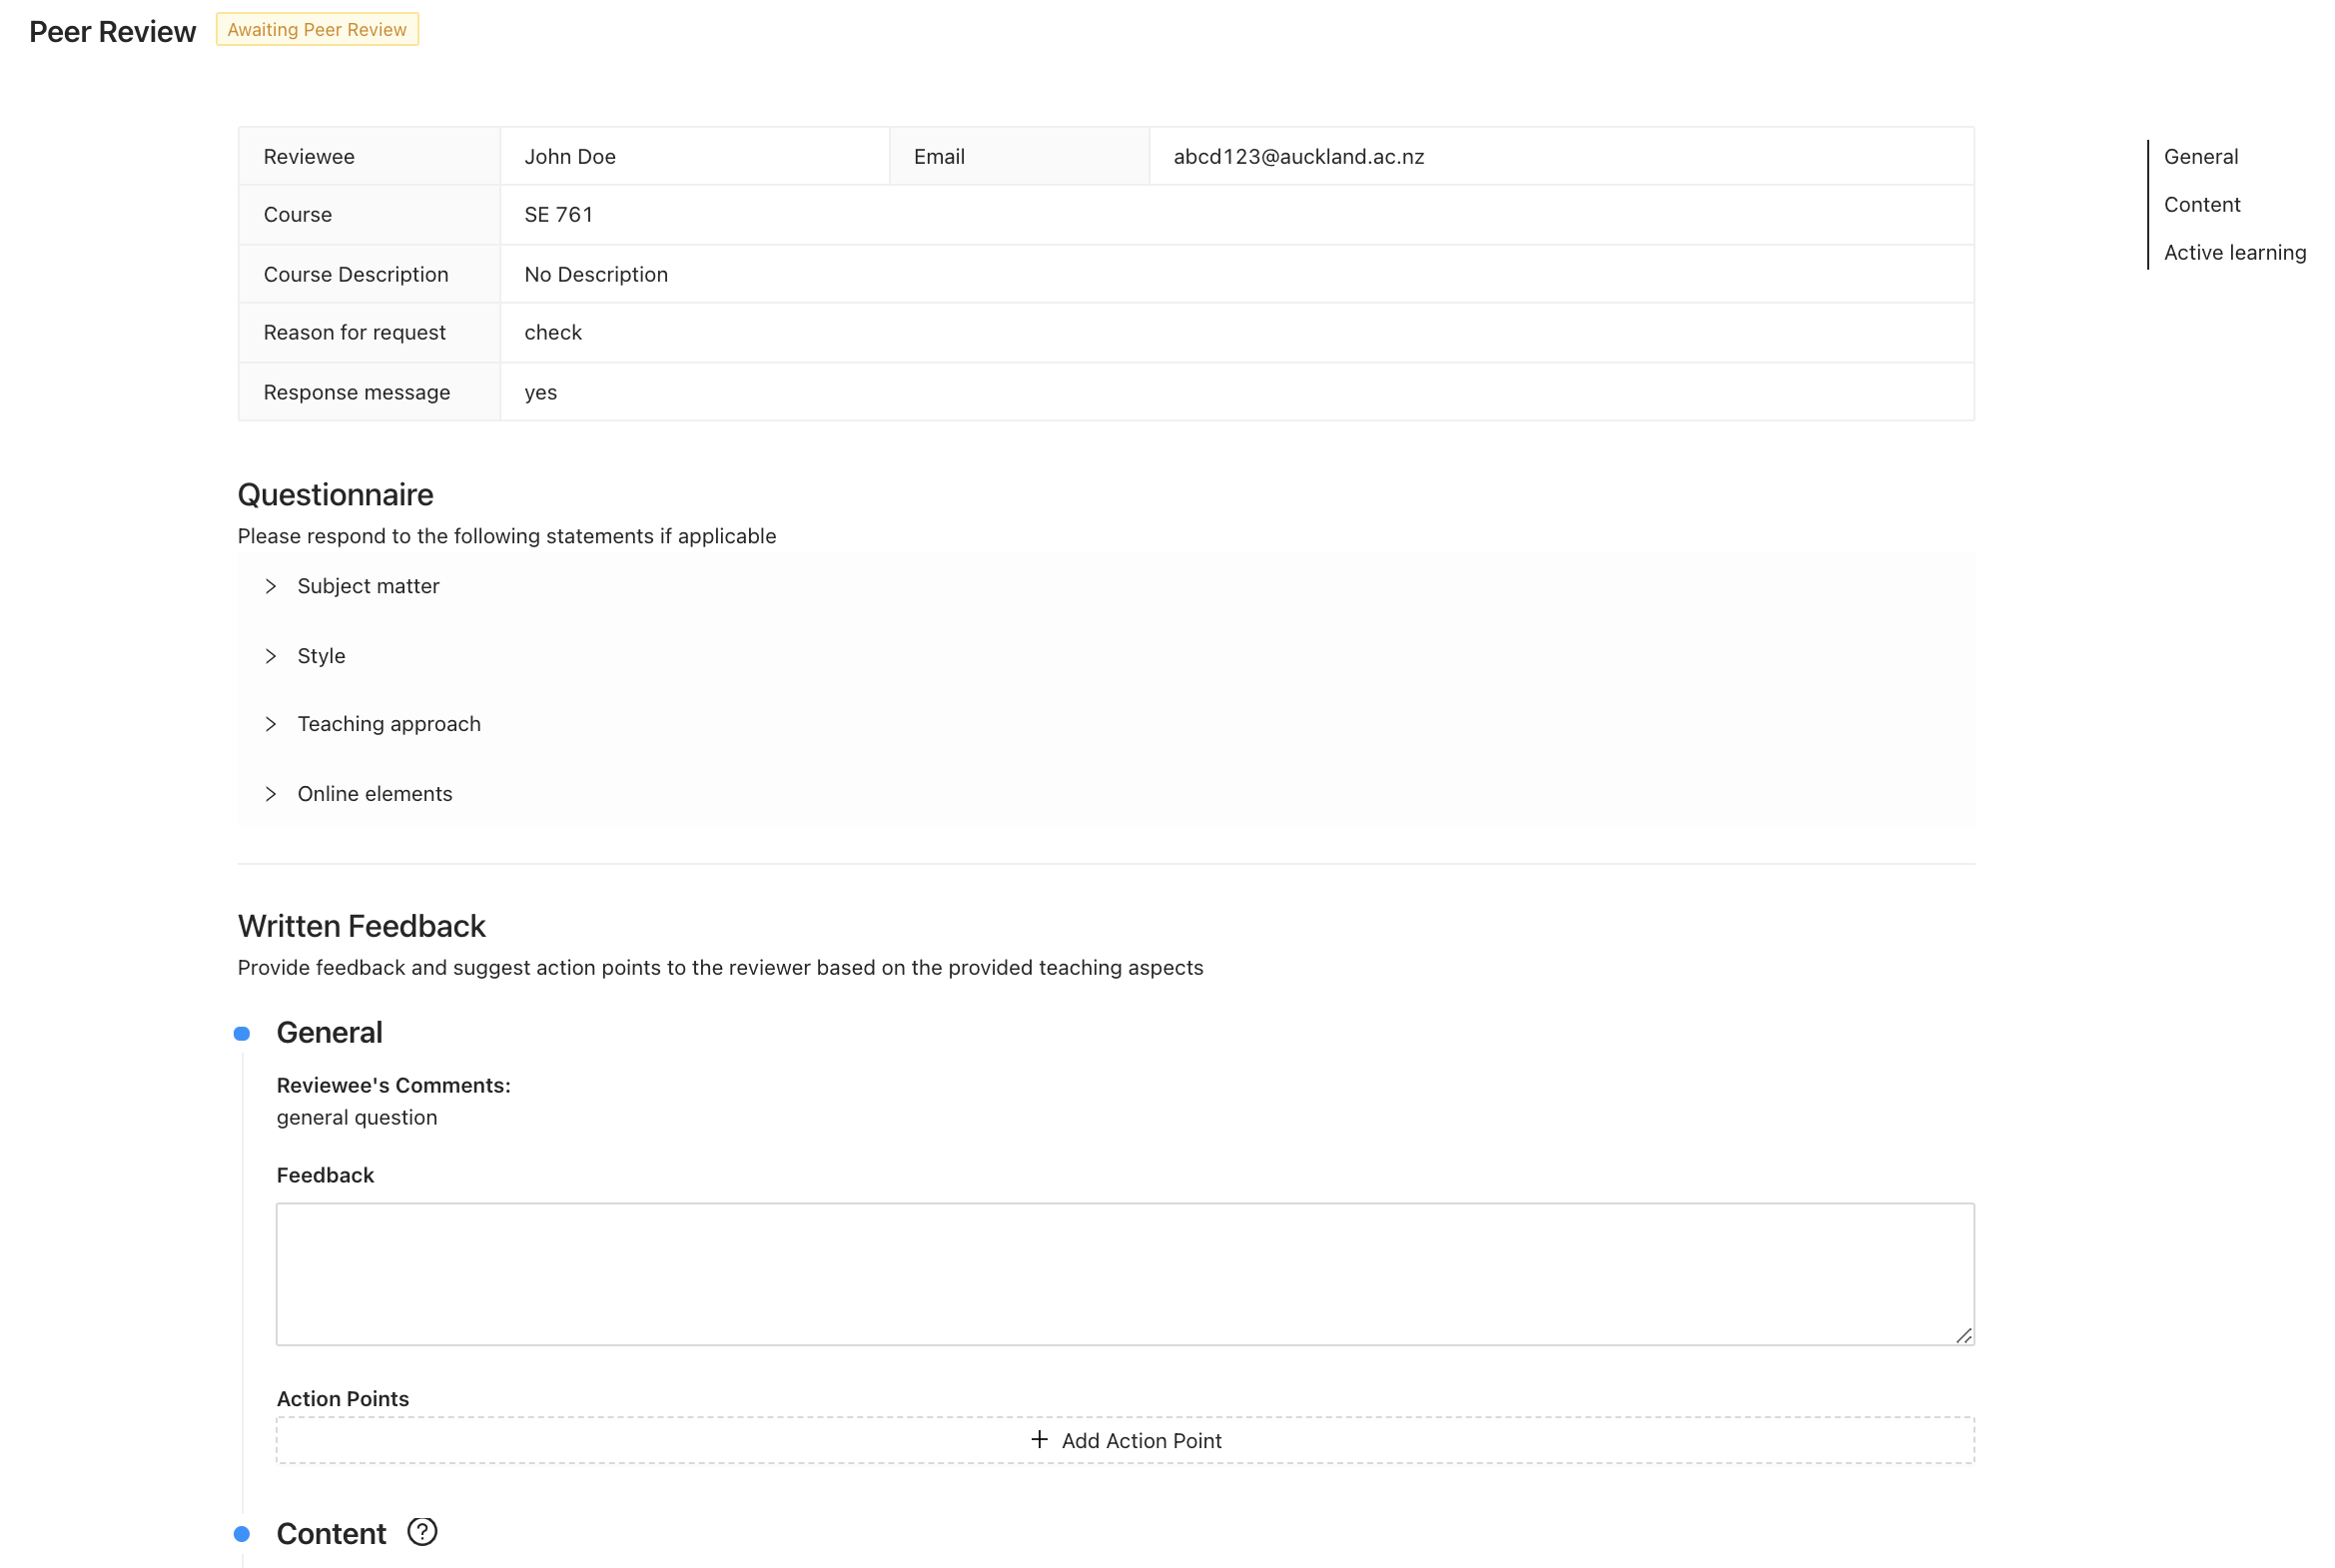 Peer Review Awaiting Peer Review
Reviewee John Doe Email abcd123@auckland.ac.nz
Course SE 761
Course Description No Description
Reason for request check
Response message yes
General
Content
Active learning
Questionnaire
Please respond to the following statements if applicable
Subject matter
Style
Teaching approach
Online elements
Written Feedback
Provide feedback and suggest action points to the reviewer based on the provided teaching aspects
General
Reviewee's Comments:
general question
Feedback
Action Points
+ Add Action Point
Content ?